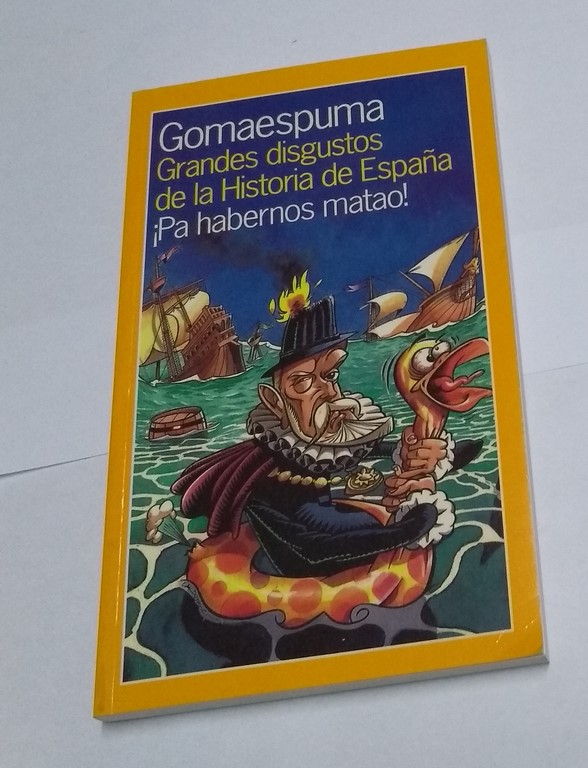 Gomaespuma
Grandes disgustos
de la Historia de España
¡Pa habernos matao!